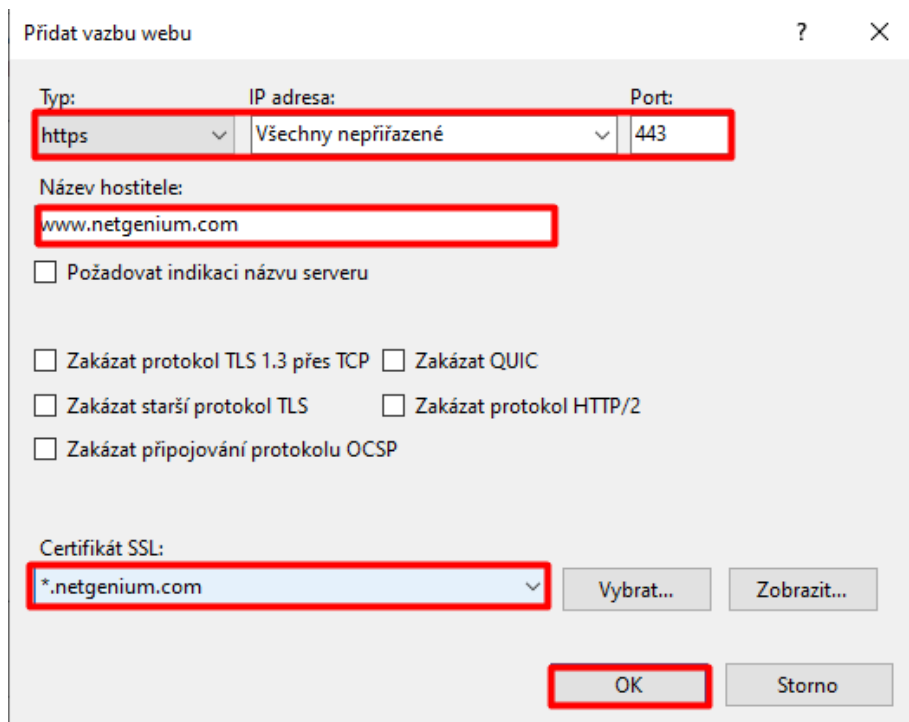 Přidat vazbu webu ?
Typ: IP adresa: Port:
https Všechny nepřiřazené 443
Název hostitele:
www.netgenium.com
Požadovat indikaci názvu serveru
Zakázat protokol TLS 1.3 přes TCP Zakázat QUIC
Zakázat starší protokol TLS Zakázat protokol HTTP/2
Zakázat připojování protokolu OCSP
Certifikát SSL:
*.netgenium.com Vybrat... Zobrazit...
OK Storno